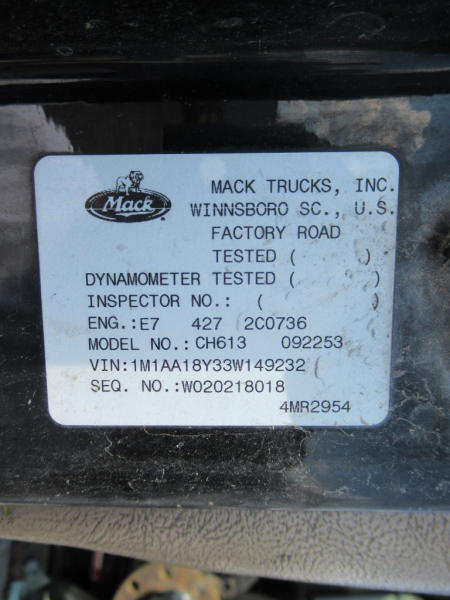 Mack
MACK TRUCKS, INC.
WINNSBORO SC., U.S.
FACTORY ROAD
TESTED ( )
DYNAMOMETER TESTED ( )
INSPECTOR NO.: ( )
ENG.:E7 427 2C0736
MODEL NO.: CH613 092253
VIN:1M1AA18Y33W149232
SEQ. NO.:W020218018
4MR2954